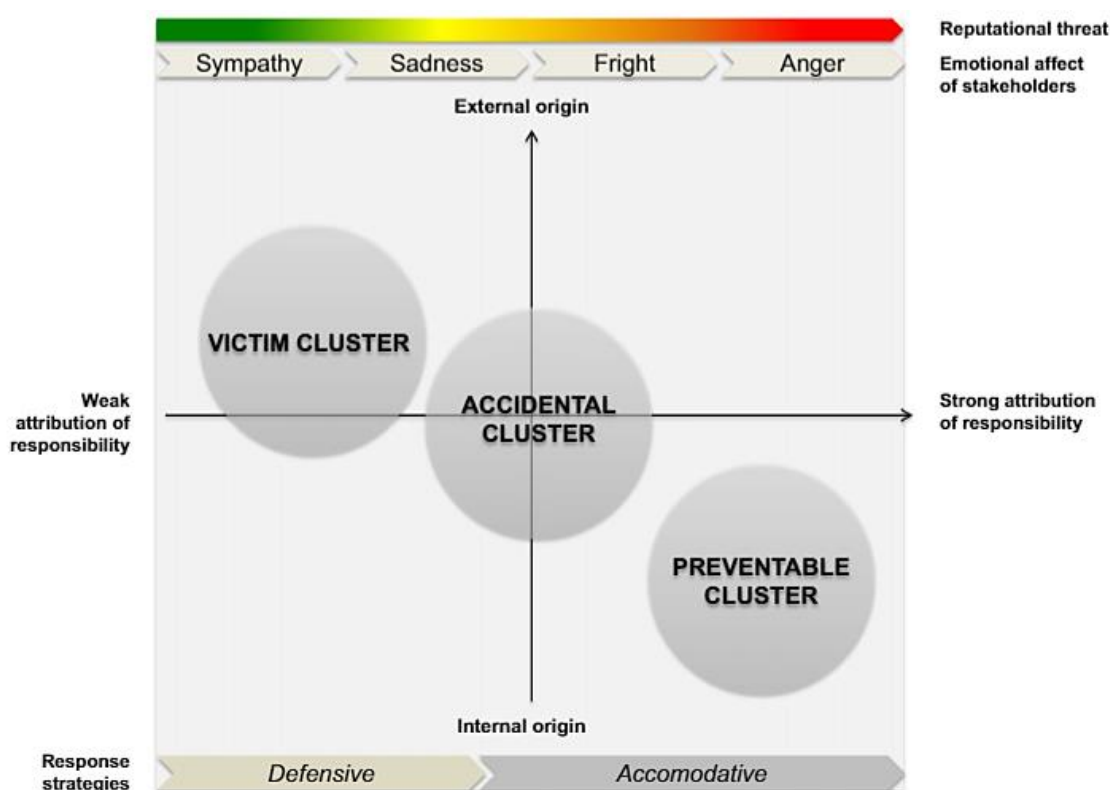 Reputational threat
Sympathy
Sadness
Fright
Anger
Emotional affect
of stakeholders
External origin
VICTIM CLUSTER
ACCIDENTAL
CLUSTER
Weak
attribution of
responsibility
Strong attribution
of responsibility
PREVENTABLE
CLUSTER
Internal origin
Response
strategies
Defensive
Accomodative